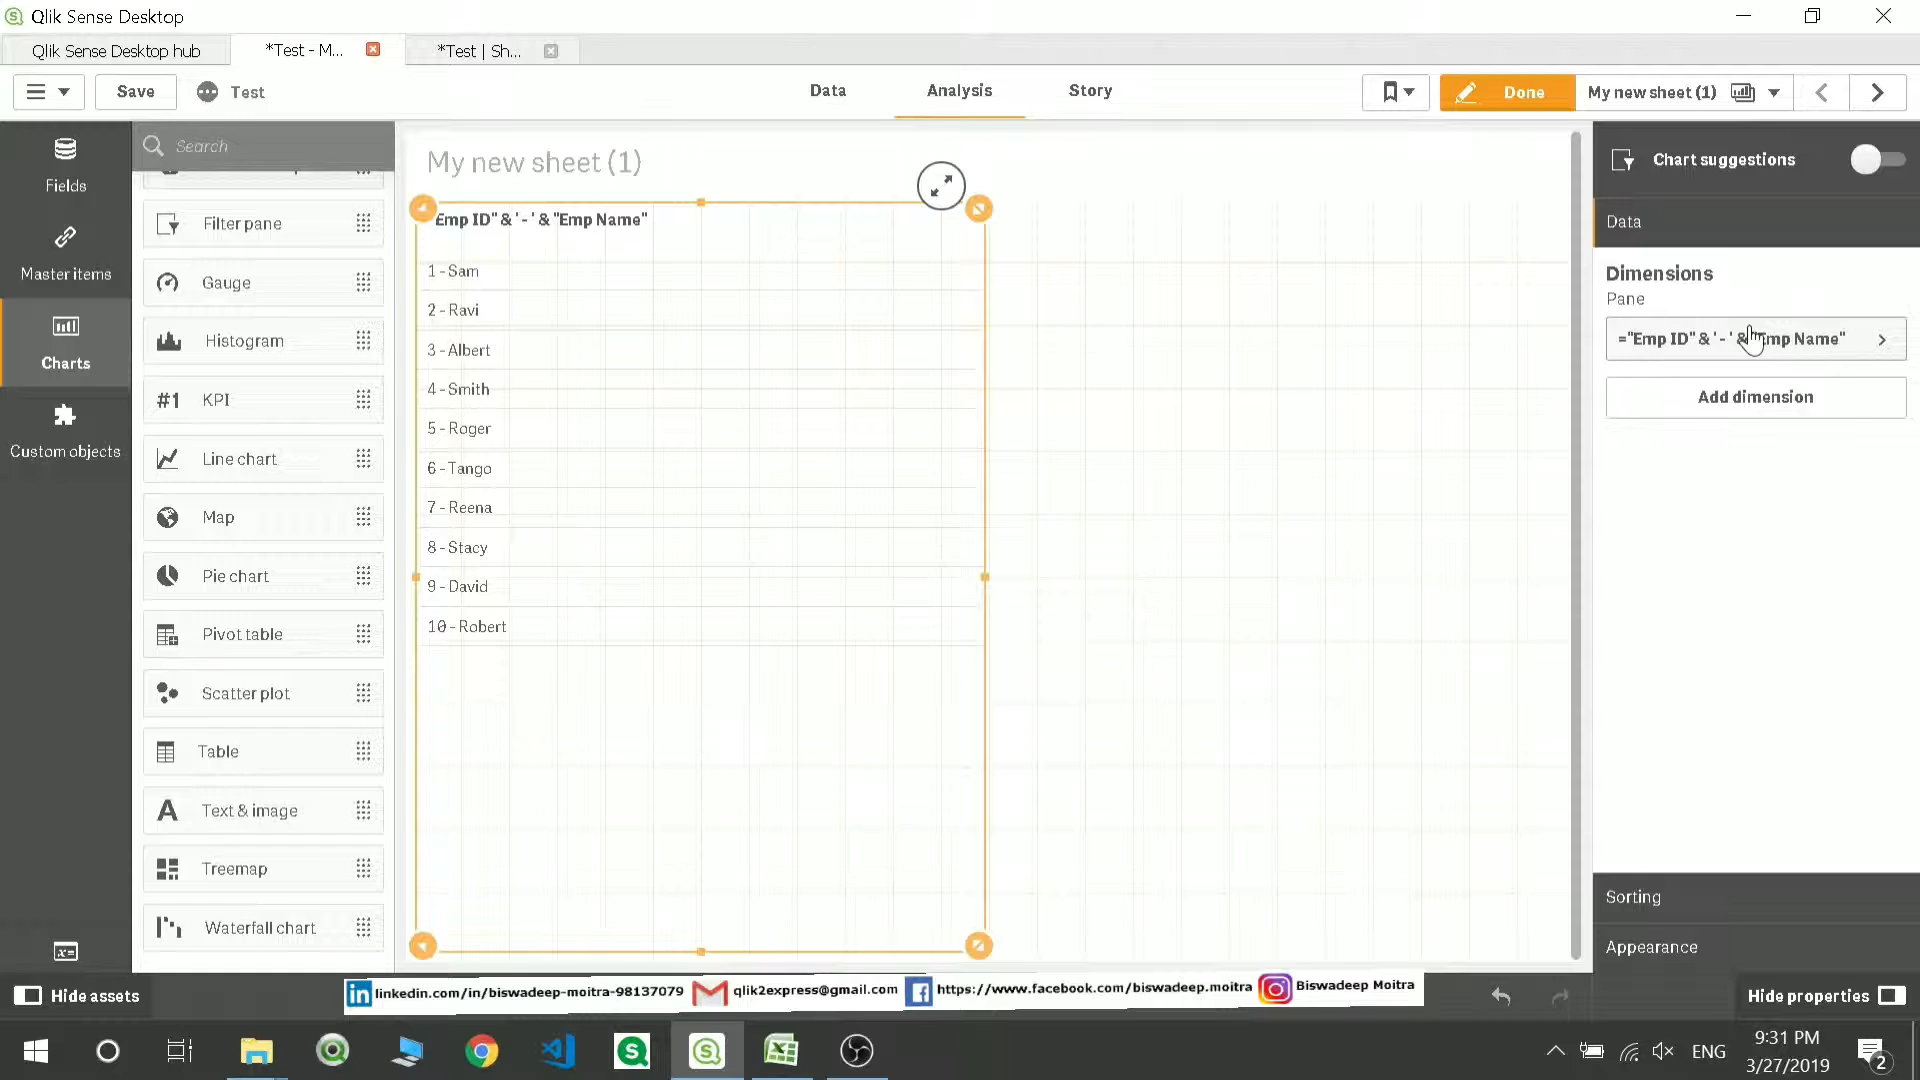 Qlik Sense Desktop
Qlik Sense Desktop hub
*Test - M...
*Test | Sh...
Save
Test
Data
Analysis
Story
Done
My new sheet (1)
Fields
Master items
Charts
Custom objects
Search
Filter pane
Gauge
Histogram
#1 KPI
Line chart
Map
Pie chart
Pivot table
Scatter plot
Table
A Text & image
Treemap
Waterfall chart
My new sheet (1)
Emp ID" & ' - ' & "Emp Name"
1 - Sam
2 - Ravi
3 - Albert
4 - Smith
5 - Roger
6 - Tango
7 - Reena
8 - Stacy
9 - David
10 - Robert
Chart suggestions
Data
Dimensions
Pane
="Emp ID" & ' - ' & "Emp Name"
Add dimension
Sorting
Appearance
Hide assets
linkedin.com/in/biswadeep-moitra-98137079
qlik2express@gmail.com
https://www.facebook.com/biswadeep.moitra
Biswadeep Moitra
Hide properties
ENG
9:31 PM
3/27/2019
2